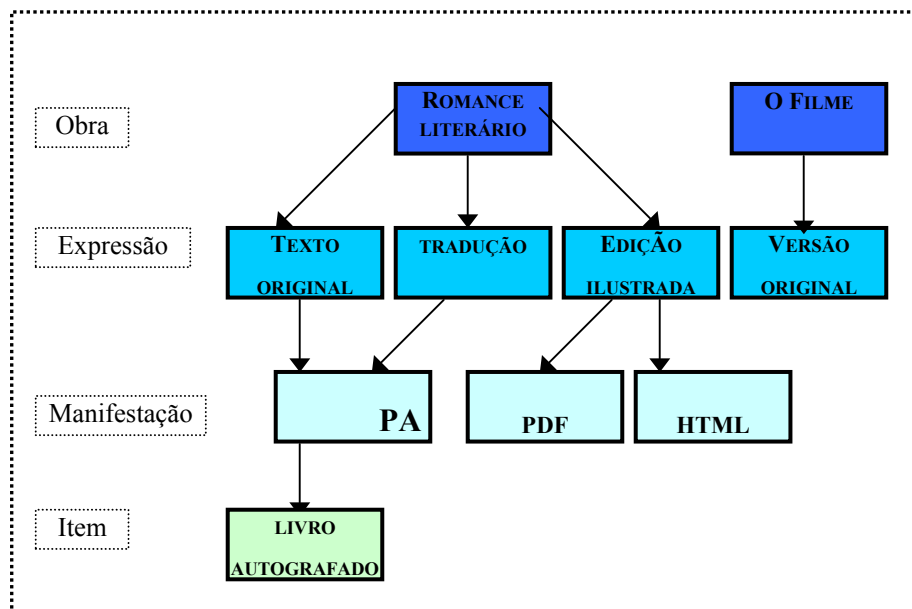 Obra
ROMANCE
LITERÁRIO
O FILME
Expressão
TEXTO
ORIGINAL
TRADUÇÃO
EDIÇÃO
ILUSTRADA
VERSÃO
ORIGINAL
Manifestação
PA
PDF
HTML
Item
LIVRO
AUTOGRAFADO